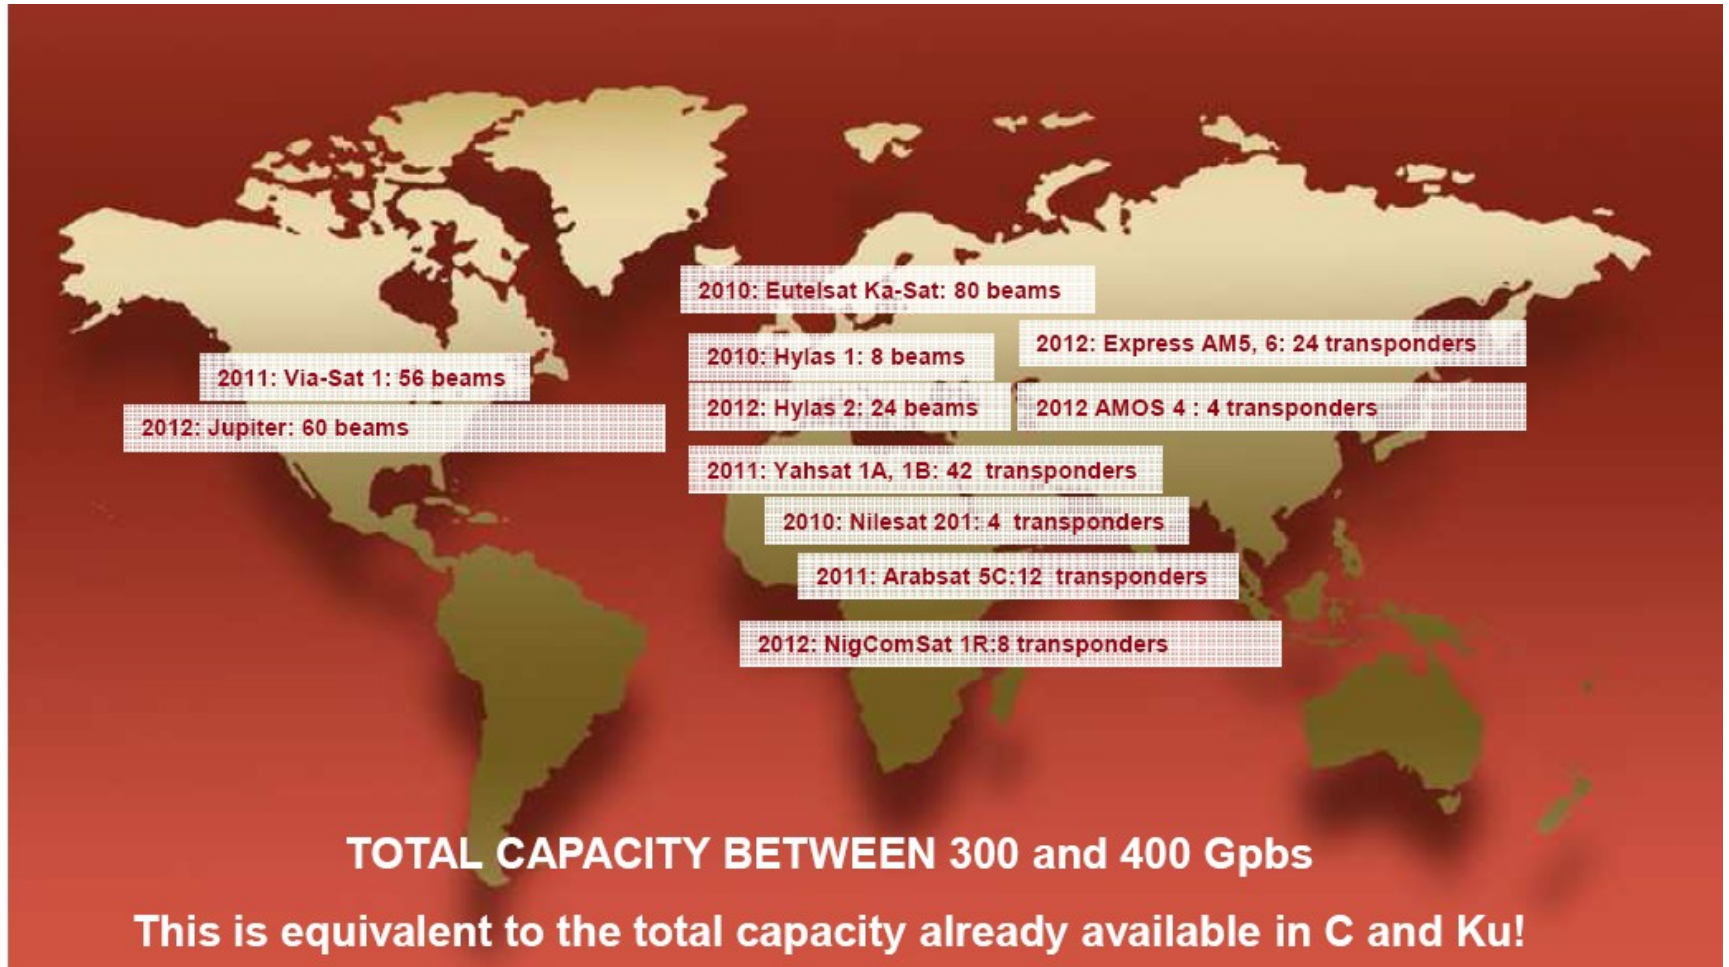 2010: Eutelsat Ka-Sat: 80 beams
2010: Hylas 1: 8 beams
2012: Express AM5, 6: 24 transponders
2011: Via-Sat 1: 56 beams
2012: Hylas 2: 24 beams
2012 AMOS 4 : 4 transponders
2012: Jupiter: 60 beams
2011: Yahsat 1A, 1B: 42 transponders
2010: Nilesat 201: 4 transponders
2011: Arabsat 5C:12 transponders
2012: NigComSat 1R:8 transponders
TOTAL CAPACITY BETWEEN 300 and 400 Gpbs
This is equivalent to the total capacity already available in C and Ku!